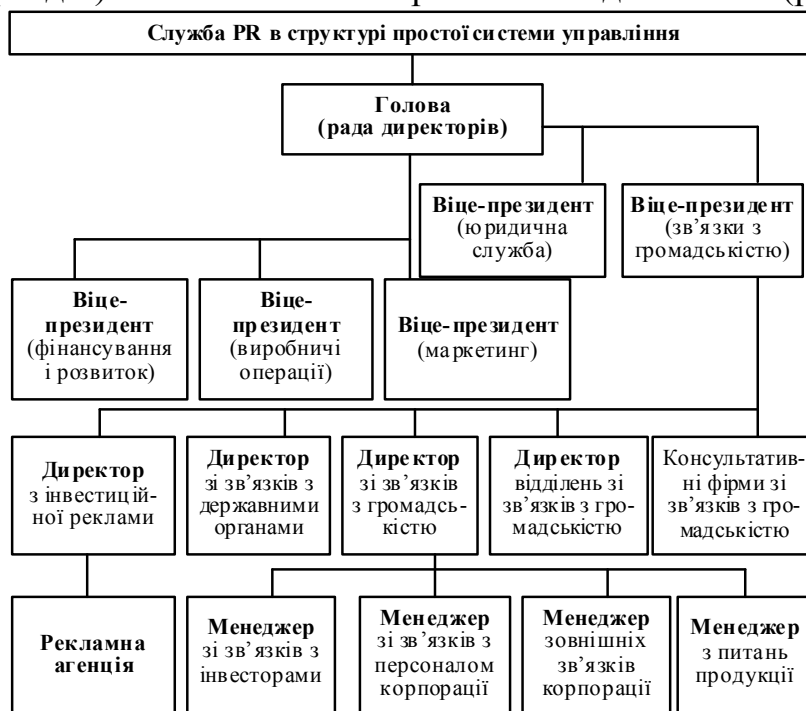 Служба PR в структурі простої системи управління
Голова
(рада директорів)
Віце-президент
(юридична
служба)
Віце-президент
(зв’язки з
громадськістю)
Віце-
президент
(фінансування
і розвиток)
Віце-
президент
(виробничі
операції)
Віце-президент
(маркетинг)
Директор
з інвестицій-
ної реклами
Директор
зі зв’язків з
державними
органами
Директор
зі зв’язків
з громадсь-
кістю
Директор
відділень зі
зв’язків з гро-
мадськістю
Консультатив-
ні фірми зі
зв’язків з гро-
мадськістю
Рекламна
агенція
Менеджер
зі зв’язків з
інвесторами
Менеджер
зі зв’язків з
персоналом
корпорації
Менеджер
зовнішніх
зв’язків
корпорації
Менеджер
з питань
продукції